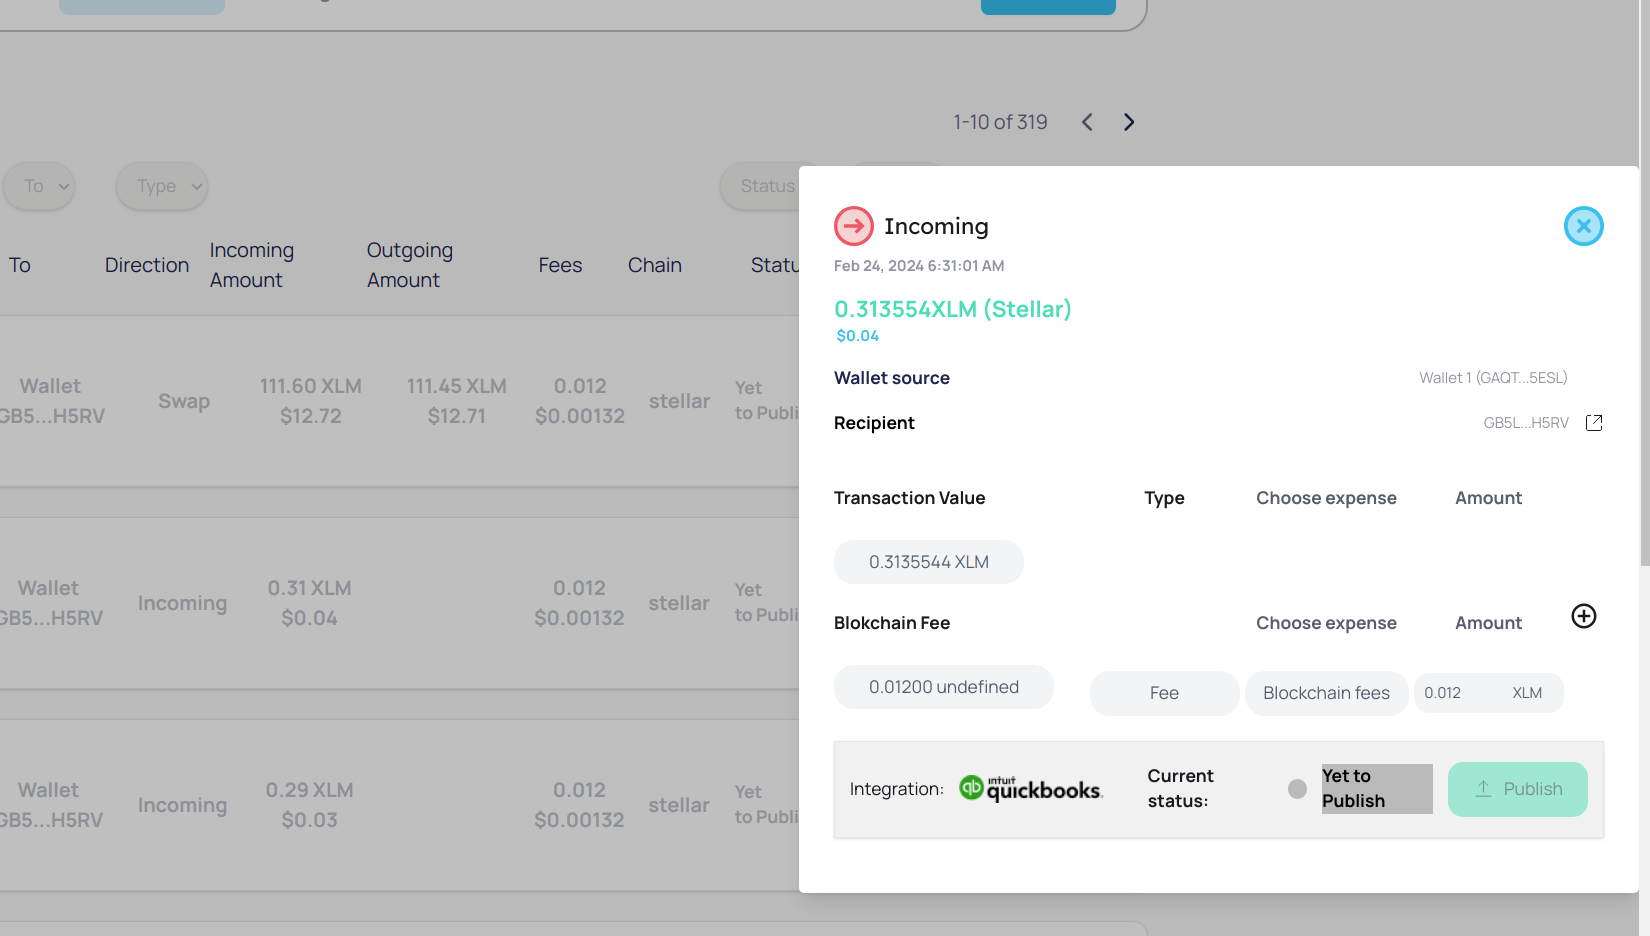 1-10 of 319
To
Type
Status
To
Direction
Incoming
Amount
Outgoing
Amount
Fees
Chain
Statu
Wallet
GB5...H5RV
Swap
111.60 XLM
$12.72
111.45 XLM
$12.71
0.012
$0.00132
stellar
Yet
to Publi
Wallet
GB5...H5RV
Incoming
0.31 XLM
$0.04
0.012
$0.00132
stellar
Yet
to Publi
Wallet
GB5...H5RV
Incoming
0.29 XLM
$0.03
0.012
$0.00132
stellar
Yet
to Publi
Incoming
Feb 24, 2024 6:31:01 AM
0.313554XLM (Stellar)
$0.04
Wallet source
Wallet 1 (GAQT...5ESL)
Recipient
GB5L...H5RV
Transaction Value
Type
Choose expense
Amount
0.3135544 XLM
Blokchain Fee
Choose expense
Amount
0.01200 undefined
Fee
Blockchain fees
0.012
XLM
Integration:
qb
intuit
quickbooks.
Current
status:
Yet to
Publish
Publish